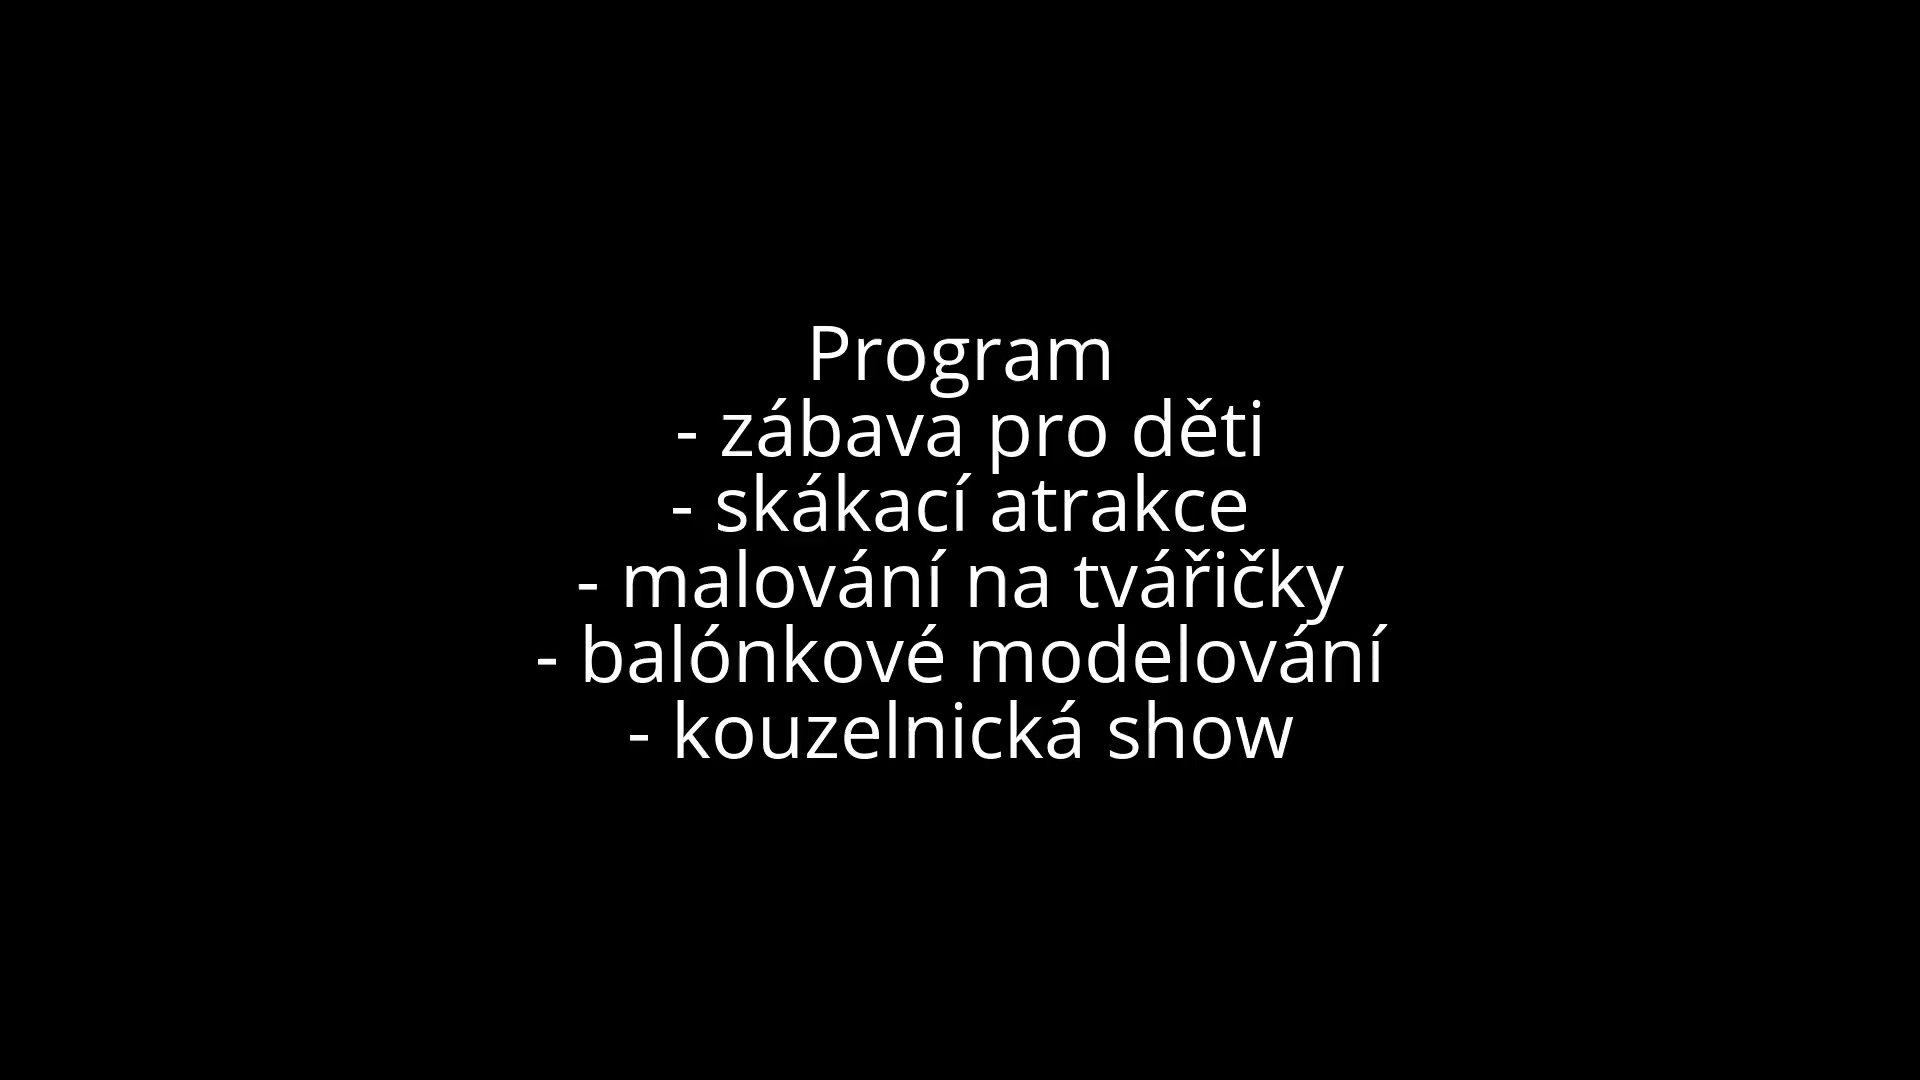 Program
- zábava pro děti
- skákací atrakce
- malování na tvářičky
- balónkové modelování
- kouzelnická show